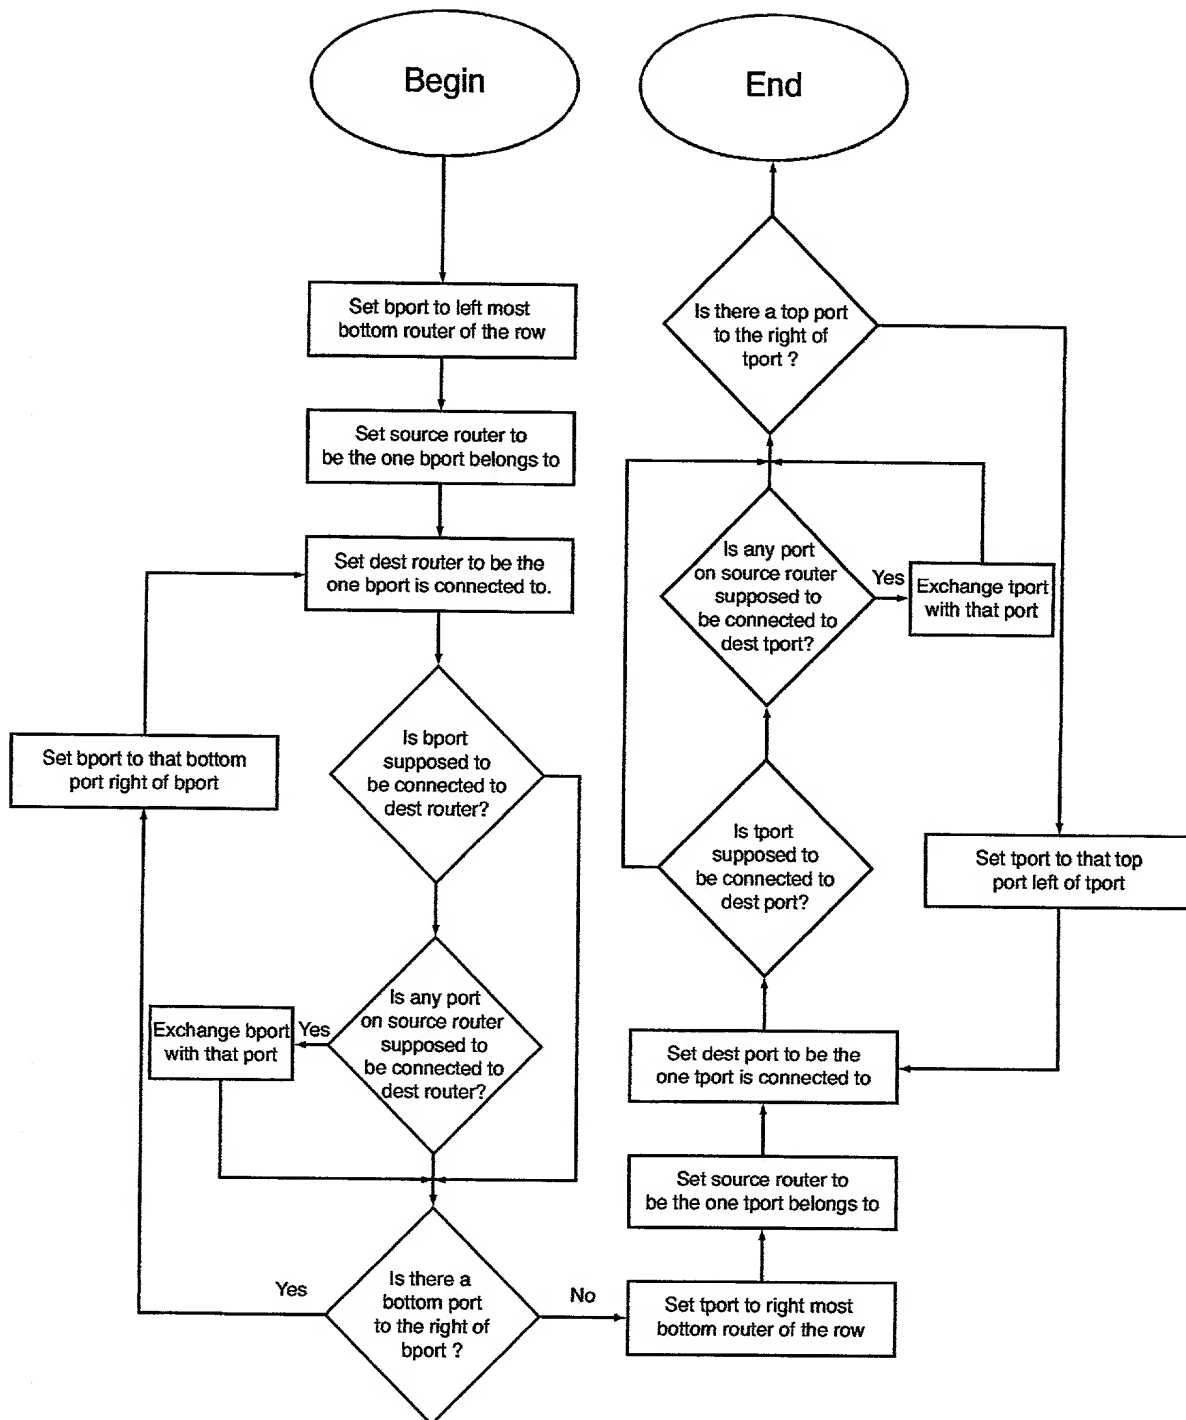 Begin
Set bport to left most
bottom router of the row
Set source router to
be the one bport belongs to
Set dest router to be the
one bport is connected to.
Is bport
supposed to
be connected to
dest router?
Set bport to that bottom
port right of bport
Is any port
on source router
supposed to
be connected to
dest router?
Yes
Exchange bport
with that port
Is there a
bottom port
to the right of
bport ?
Yes
No
Set tport to right most
bottom router of the row
Set source router to
be the one tport belongs to
Set dest port to be the
one tport is connected to
Is tport
supposed to
be connected to
dest port?
Is any port
on source router
supposed to
be connected to
dest tport?
Yes
Exchange tport
with that port
Is there a top port
to the right of
tport ?
Set tport to that top
port left of tport
End